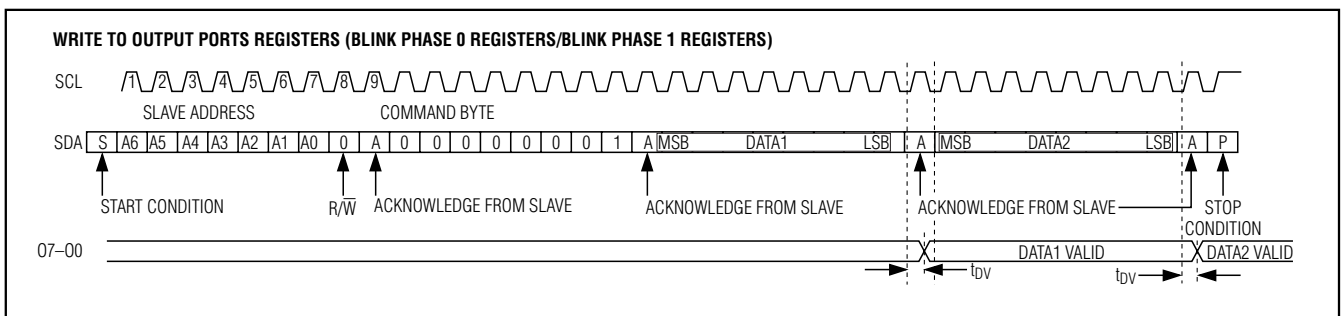 WRITE TO OUTPUT PORTS REGISTERS (BLINK PHASE 0 REGISTERS/BLINK PHASE 1 REGISTERS)
SCL 1 2 3 4 5 6 7 8 9
SLAVE ADDRESS COMMAND BYTE
SDA S A6 A5 A4 A3 A2 A1 A0 0 A 0 0 0 0 0 0 0 1 A MSB DATA1 LSB A MSB DATA2 LSB A P
START CONDITION R/W̅ ACKNOWLEDGE FROM SLAVE ACKNOWLEDGE FROM SLAVE ACKNOWLEDGE FROM SLAVE STOP CONDITION
O7–O0 DATA1 VALID DATA2 VALID
tDV tDV